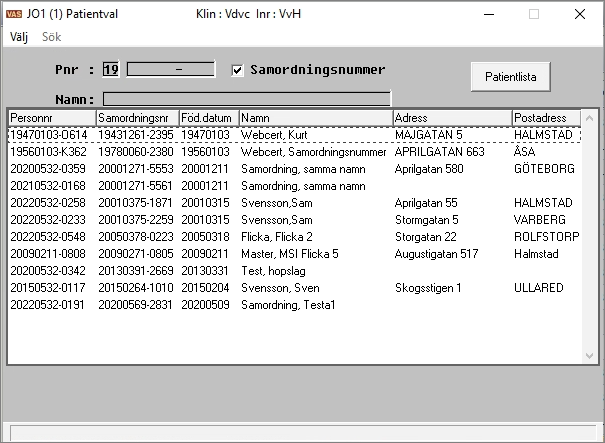 VAS JO1 (1) Patientval Klin : Vdvc Inr : VvH
Välj Sök
Pnr : 19 - Samordningsnummer
Patientlista
Namn:
Personnr Samordningsnr Föd.datum Namn Adress Postadress
19470103-0614 19431261-2395 19470103 Webcert, Kurt MAJGATAN 5 HALMSTAD
19560103-K362 19780060-2380 19560103 Webcert, Samordningsnummer APRILGATAN 663 ÅSA
20200532-0359 20001271-5553 20001211 Samordning, samma namn Aprilgatan 580 GÖTEBORG
20210532-0168 20001271-5561 20001211 Samordning, samma namn
20220532-0258 20010375-1871 20010315 Svensson,Sam Aprilgatan 55 HALMSTAD
20220532-0233 20010375-2259 20010315 Svensson,Sam Stormgatan 5 VARBERG
20220532-0548 20050378-0223 20050318 Flicka, Flicka 2 Storgatan 22 ROLFSTORP
20090211-0808 20090271-0805 20090211 Master, MSI Flicka 5 Augustigatan 517 Halmstad
20200532-0342 20130391-2669 20130331 Test, hopslag
20150532-0117 20150264-1010 20150204 Svensson, Sven Skogsstigen 1 ULLARED
20220532-0191 20200569-2831 20200509 Samordning, Testa1